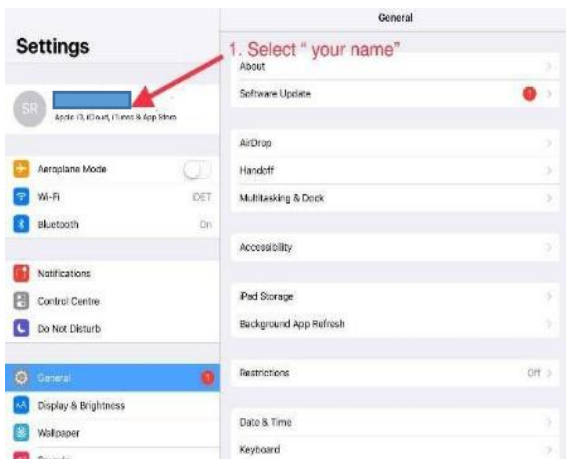 General
Settings
1. Select “ your name”
About
Software Update
1
SR
Apple ID, iCloud, iTunes & App Store
AirDrop
Handoff
Multitasking & Dock
Aeroplane Mode
Wi-Fi
DET
Bluetooth
On
Accessibility
Notifications
Control Centre
Do Not Disturb
iPad Storage
Background App Refresh
General
1
Restrictions
Off
Display & Brightness
Wallpaper
Date & Time
Keyboard